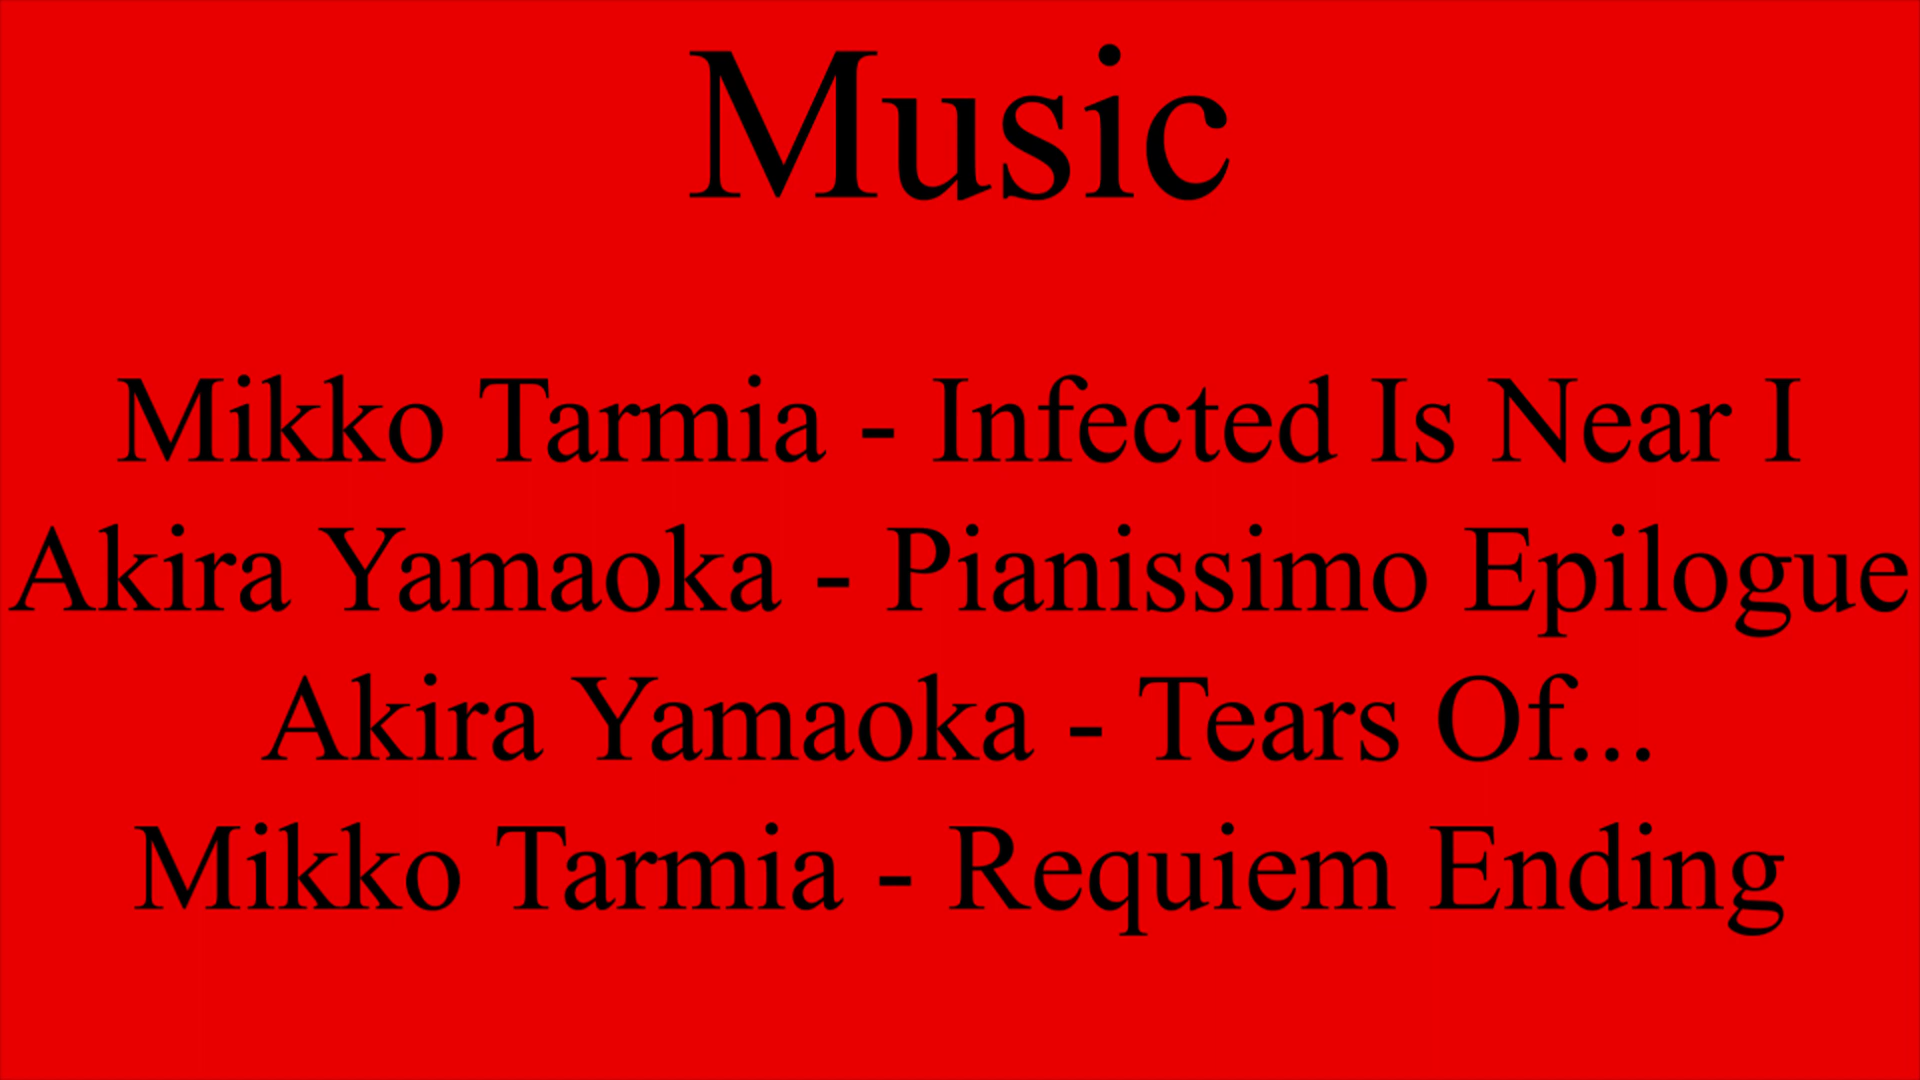 Music
Mikko Tarmia - Infected Is Near I
Akira Yamaoka - Pianissimo Epilogue
Akira Yamaoka - Tears Of...
Mikko Tarmia - Requiem Ending